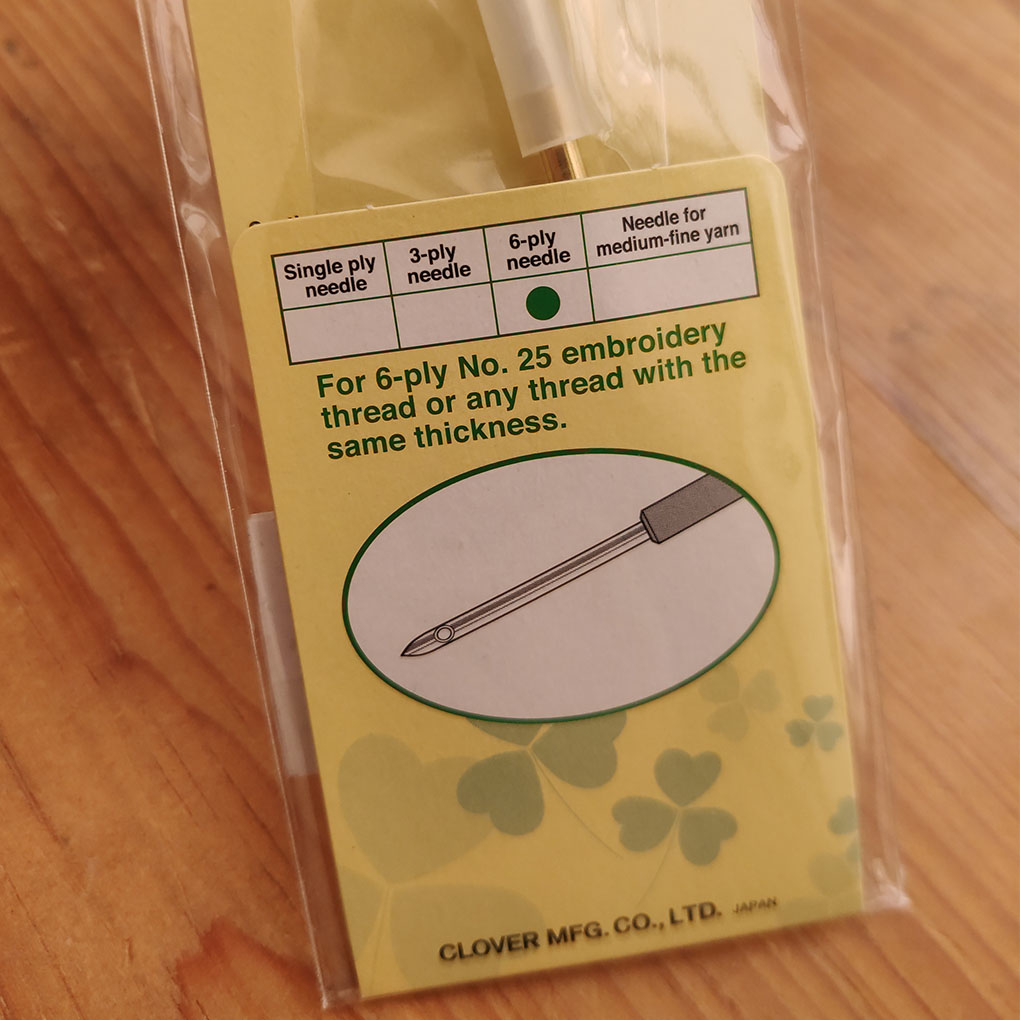 Single ply
needle
3-ply
needle
6-ply
needle
Needle for
medium-fine yarn
For 6-ply No. 25 embroidery
thread or any thread with the
same thickness.
CLOVER MFG. CO., LTD. JAPAN